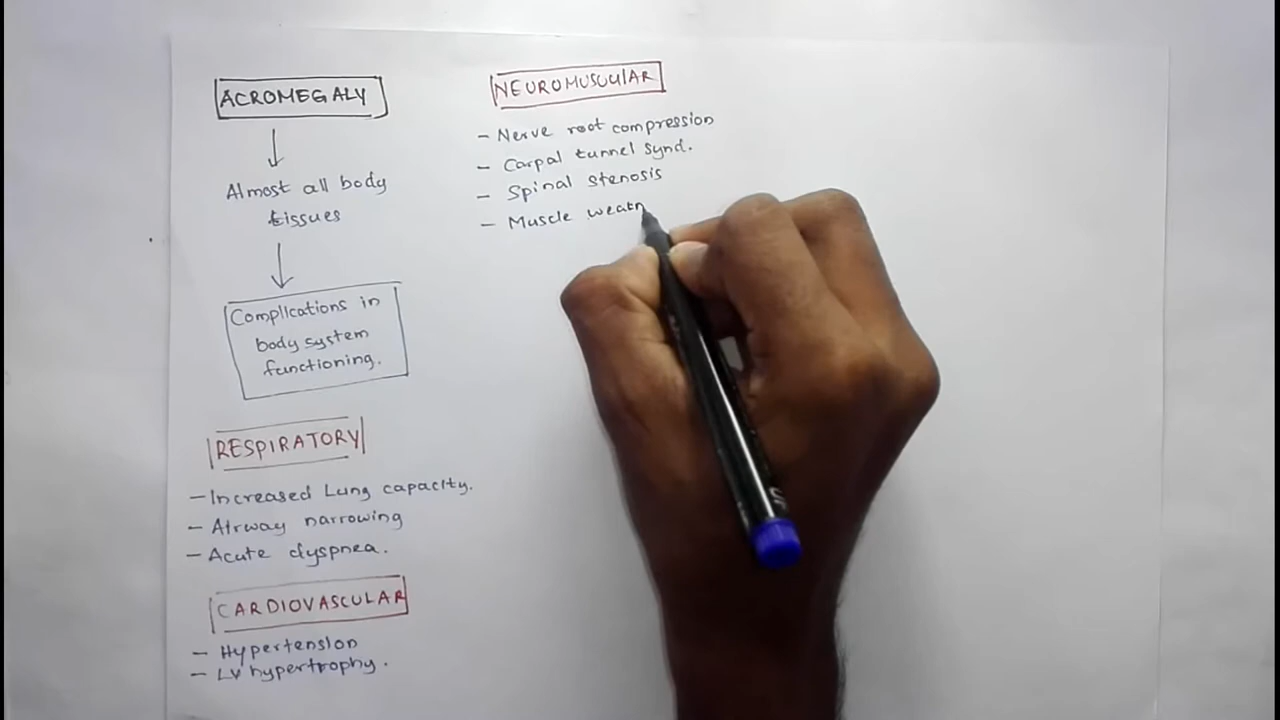 ACROMEGALY
Almost all body
tissues
Complications in
body system
functioning.
RESPIRATORY
- Increased Lung capacity.
- Airway narrowing
- Acute dyspnea.
CARDIOVASCULAR
- Hypertension
- LV hypertrophy.
NEUROMUSCULAR
- Nerve root compression
- Carpal tunnel synd.
- Spinal stenosis
- Muscle